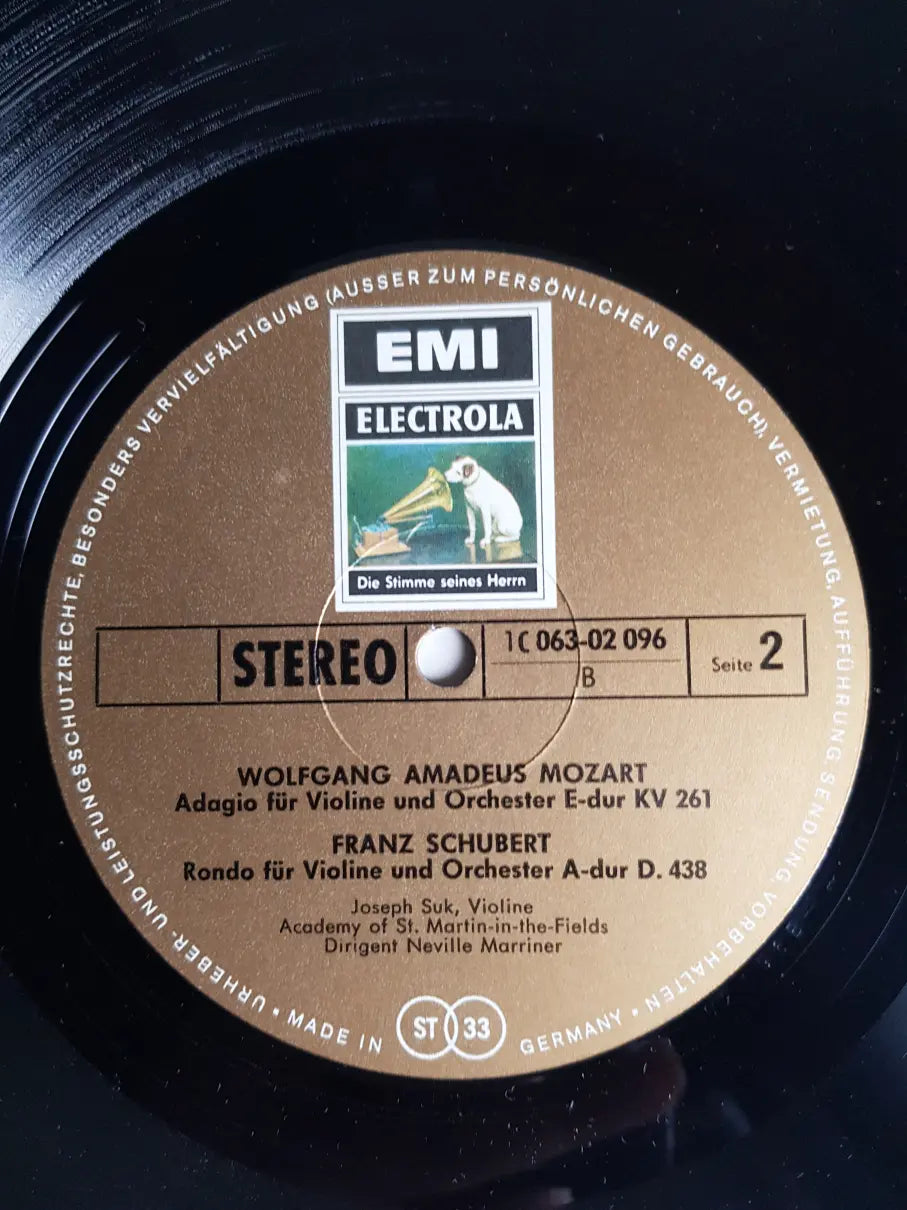 EMI
ELECTROLA
Die Stimme seines Herrn
STEREO
1C 063-02 096
B
Seite 2
WOLFGANG AMADEUS MOZART
Adagio für Violine und Orchester E-dur KV 261
FRANZ SCHUBERT
Rondo für Violine und Orchester A-dur D. 438
Joseph Suk, Violine
Academy of St. Martin-in-the-Fields
Dirigent Neville Marriner
ST 33
MADE IN GERMANY
URHEBER- UND LEISTUNGSSCHUTZRECHTE, BESONDERS VERVIELFÄLTIGUNG (AUSSER ZUM PERSÖNLICHEN GEBRAUCH), VERMIETUNG, AUFFÜHRUNG, SENDUNG, VORBEHALTEN